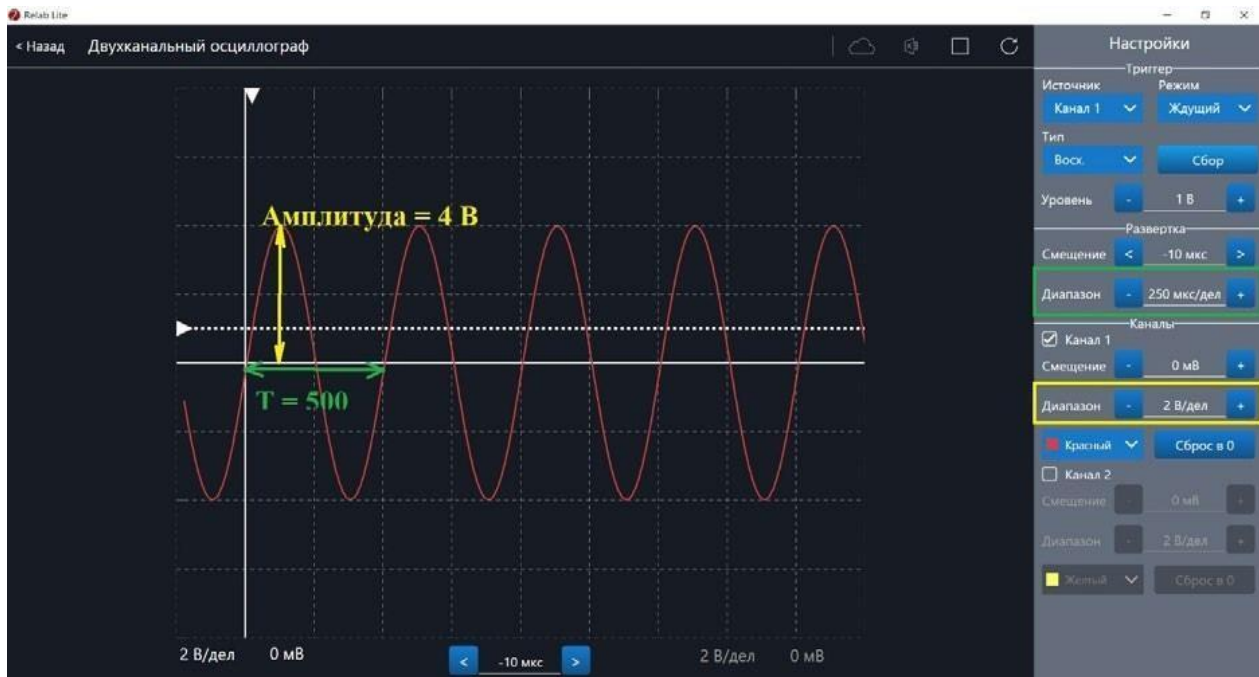 Relab Lite
< Назад Двухканальный осциллограф
Настройки
Триггер
Источник Режим
Канал 1 Ждущий
Тип
Восх. Сбор
Уровень - 1 В +
Развертка
Смещение < -10 мкс >
Диапазон - 250 мкс/дел +
Каналы
Канал 1
Смещение - 0 мВ +
Диапазон - 2 В/дел +
Красный Сброс в 0
Канал 2
Смещение - 0 мВ +
Диапазон - 2 В/дел +
Желтый Сброс в 0
Амплитуда = 4 В
T = 500
2 В/дел 0 мВ < -10 мкс > 2 В/дел 0 мВ